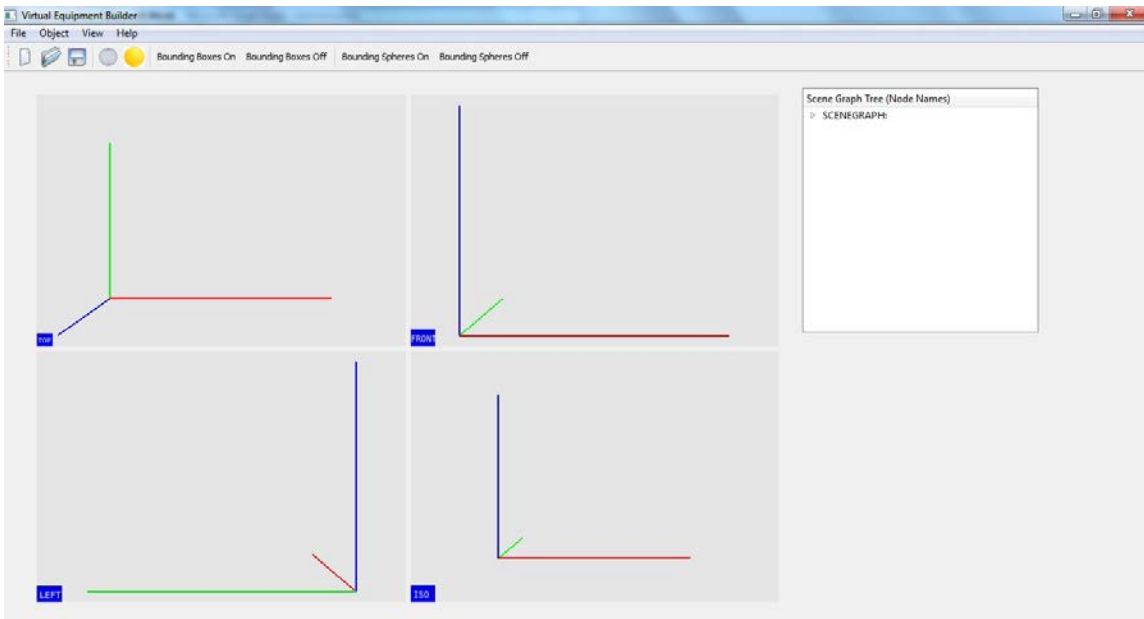 Virtual Equipment Builder
File Object View Help
Bounding Boxes On Bounding Boxes Off Bounding Spheres On Bounding Spheres Off
Scene Graph Tree (Node Names)
SCENEGRAPH:
TOP
FRONT
LEFT
ISO